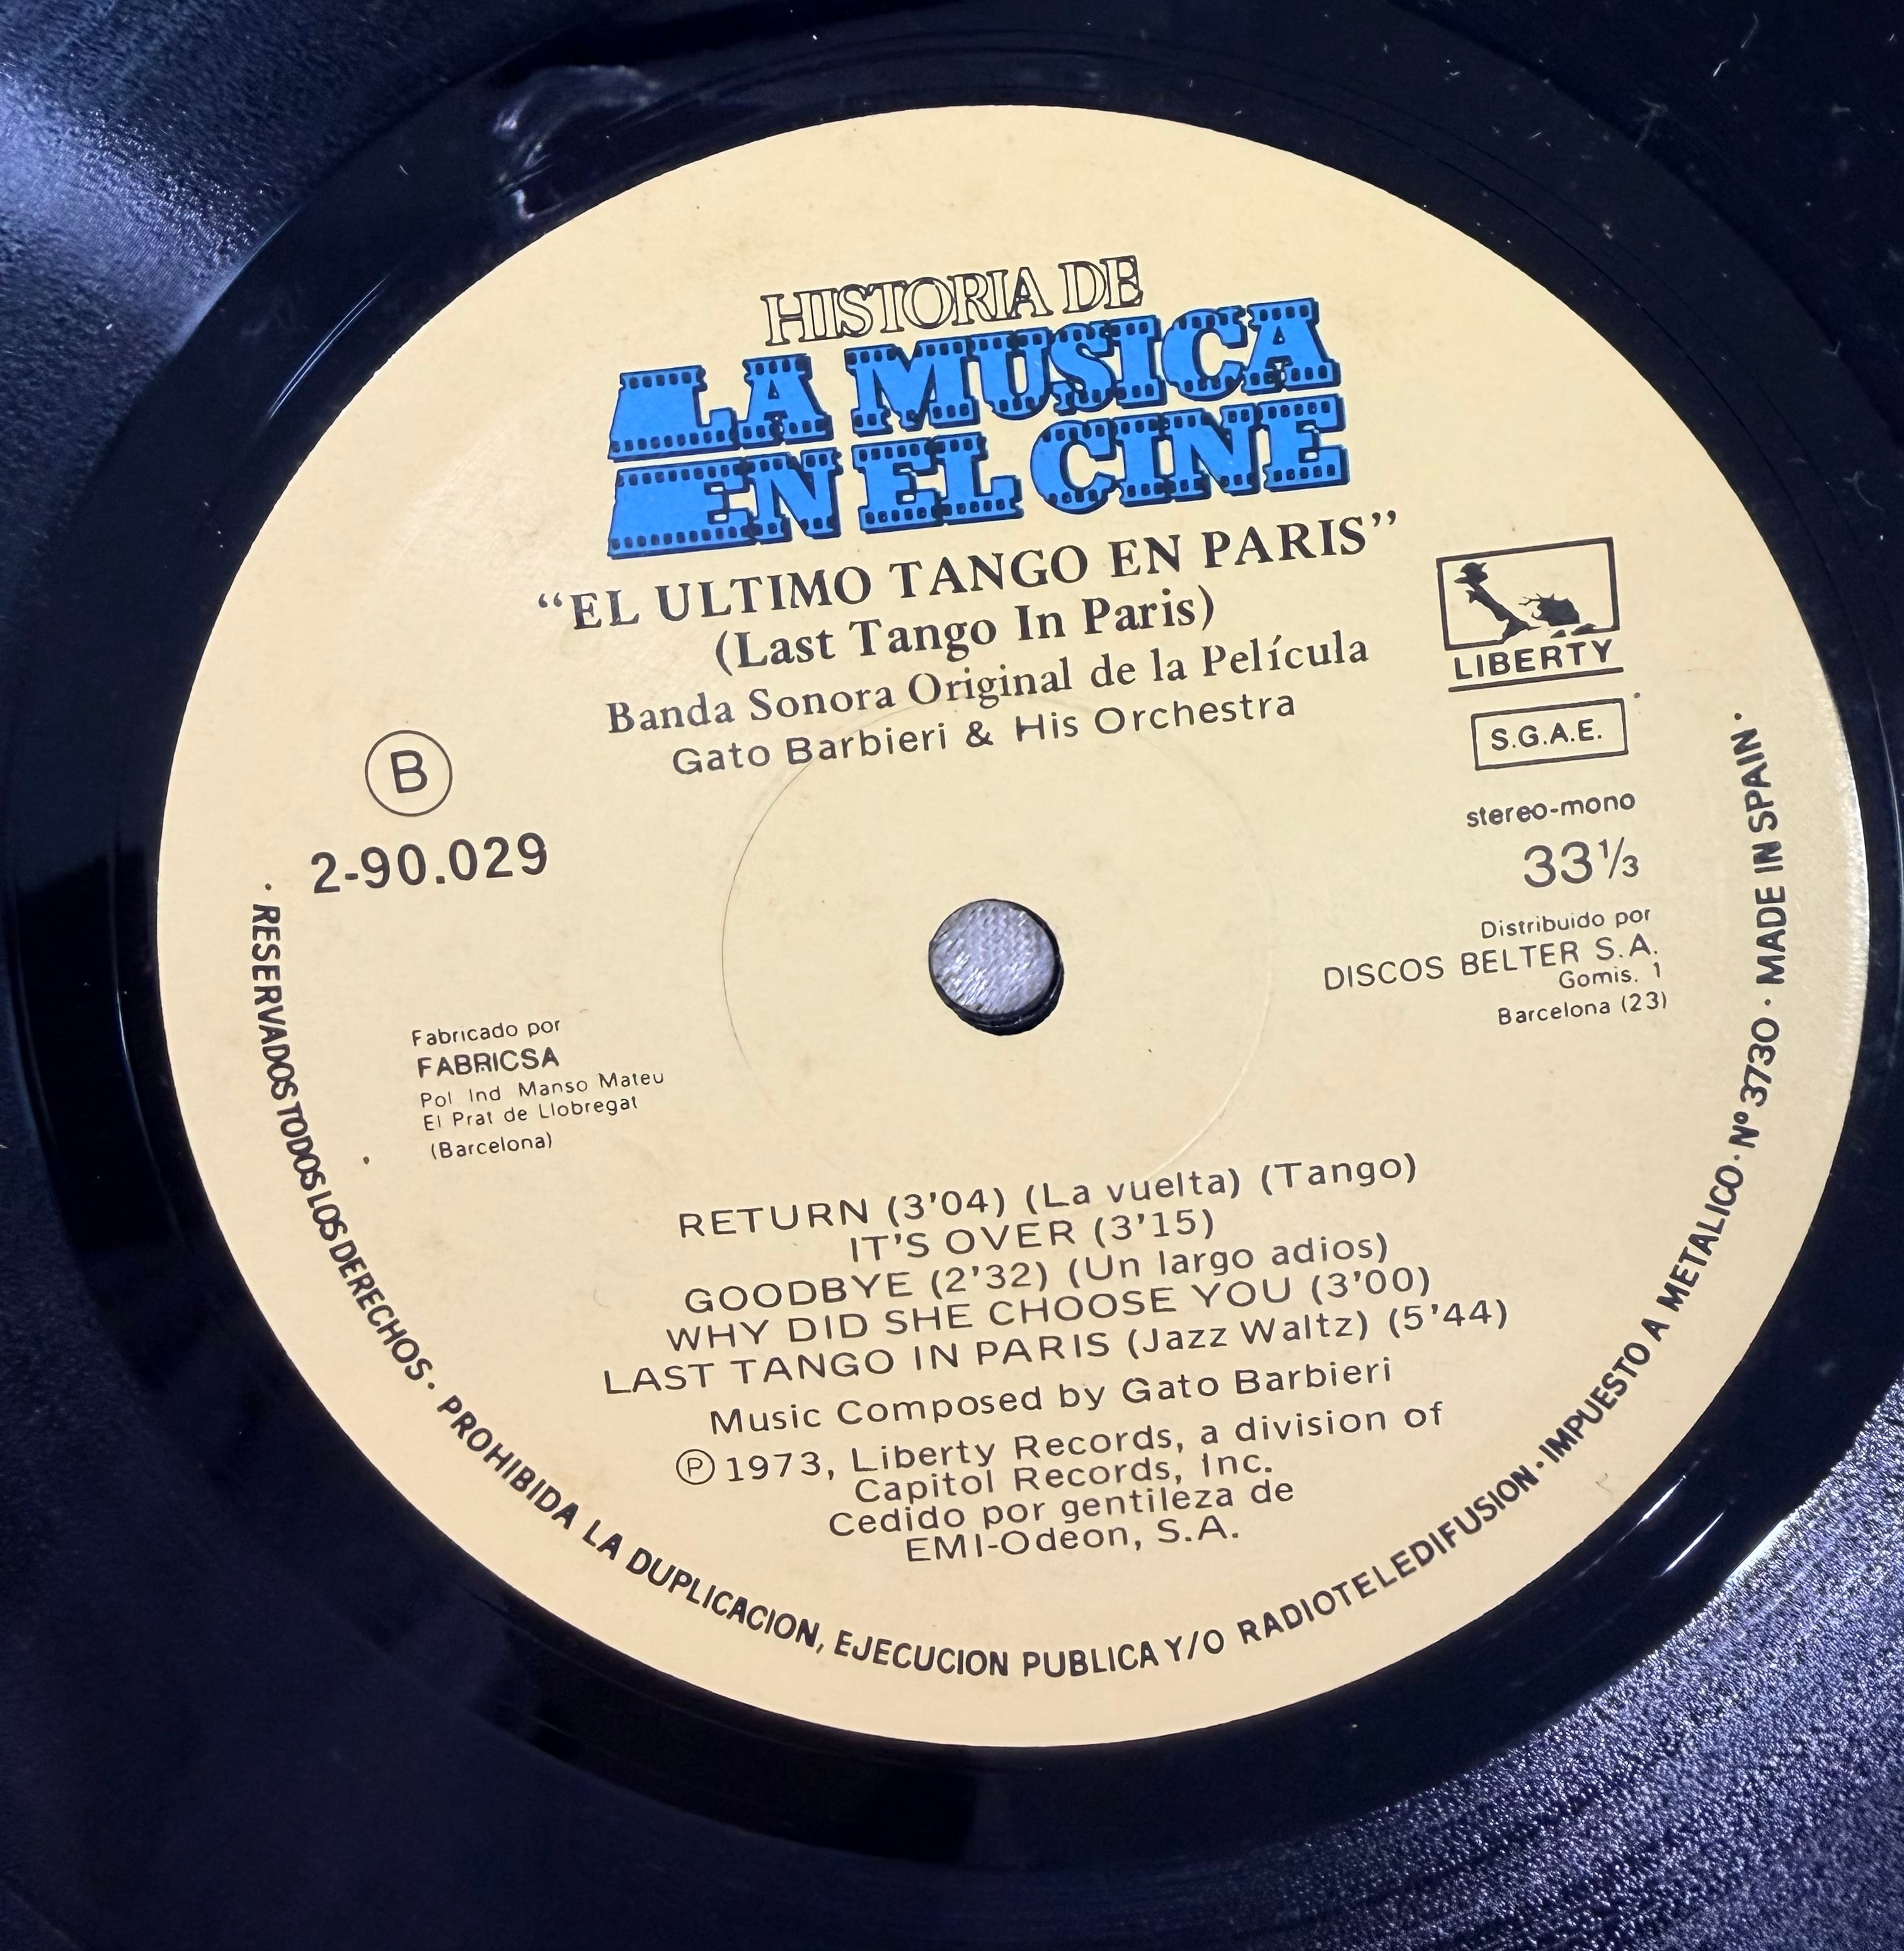 HISTORIA DE
LA MUSICA
EN EL CINE
“EL ULTIMO TANGO EN PARIS”
(Last Tango In Paris)
Banda Sonora Original de la Película
Gato Barbieri & His Orchestra
LIBERTY
S.G.A.E.
stereo-mono
33⅓
Distribuido por
DISCOS BELTER S.A.
Gomis. 1
Barcelona (23)
B
2-90.029
Fabricado por
FABRICSA
Pol Ind Manso Mateu
El Prat de Llobregat
(Barcelona)
RETURN (3’04) (La vuelta) (Tango)
IT’S OVER (3’15)
GOODBYE (2’32) (Un largo adios)
WHY DID SHE CHOOSE YOU (3’00)
LAST TANGO IN PARIS (Jazz Waltz) (5’44)
Music Composed by Gato Barbieri
℗ 1973, Liberty Records, a division of
Capitol Records, Inc.
Cedido por gentileza de
EMI-Odeon, S.A.
· RESERVADOS TODOS LOS DERECHOS · PROHIBIDA LA DUPLICACION, EJECUCION PUBLICA Y/O RADIOTELEDIFUSION · IMPUESTO A METALICO · Nº 3730 · MADE IN SPAIN ·